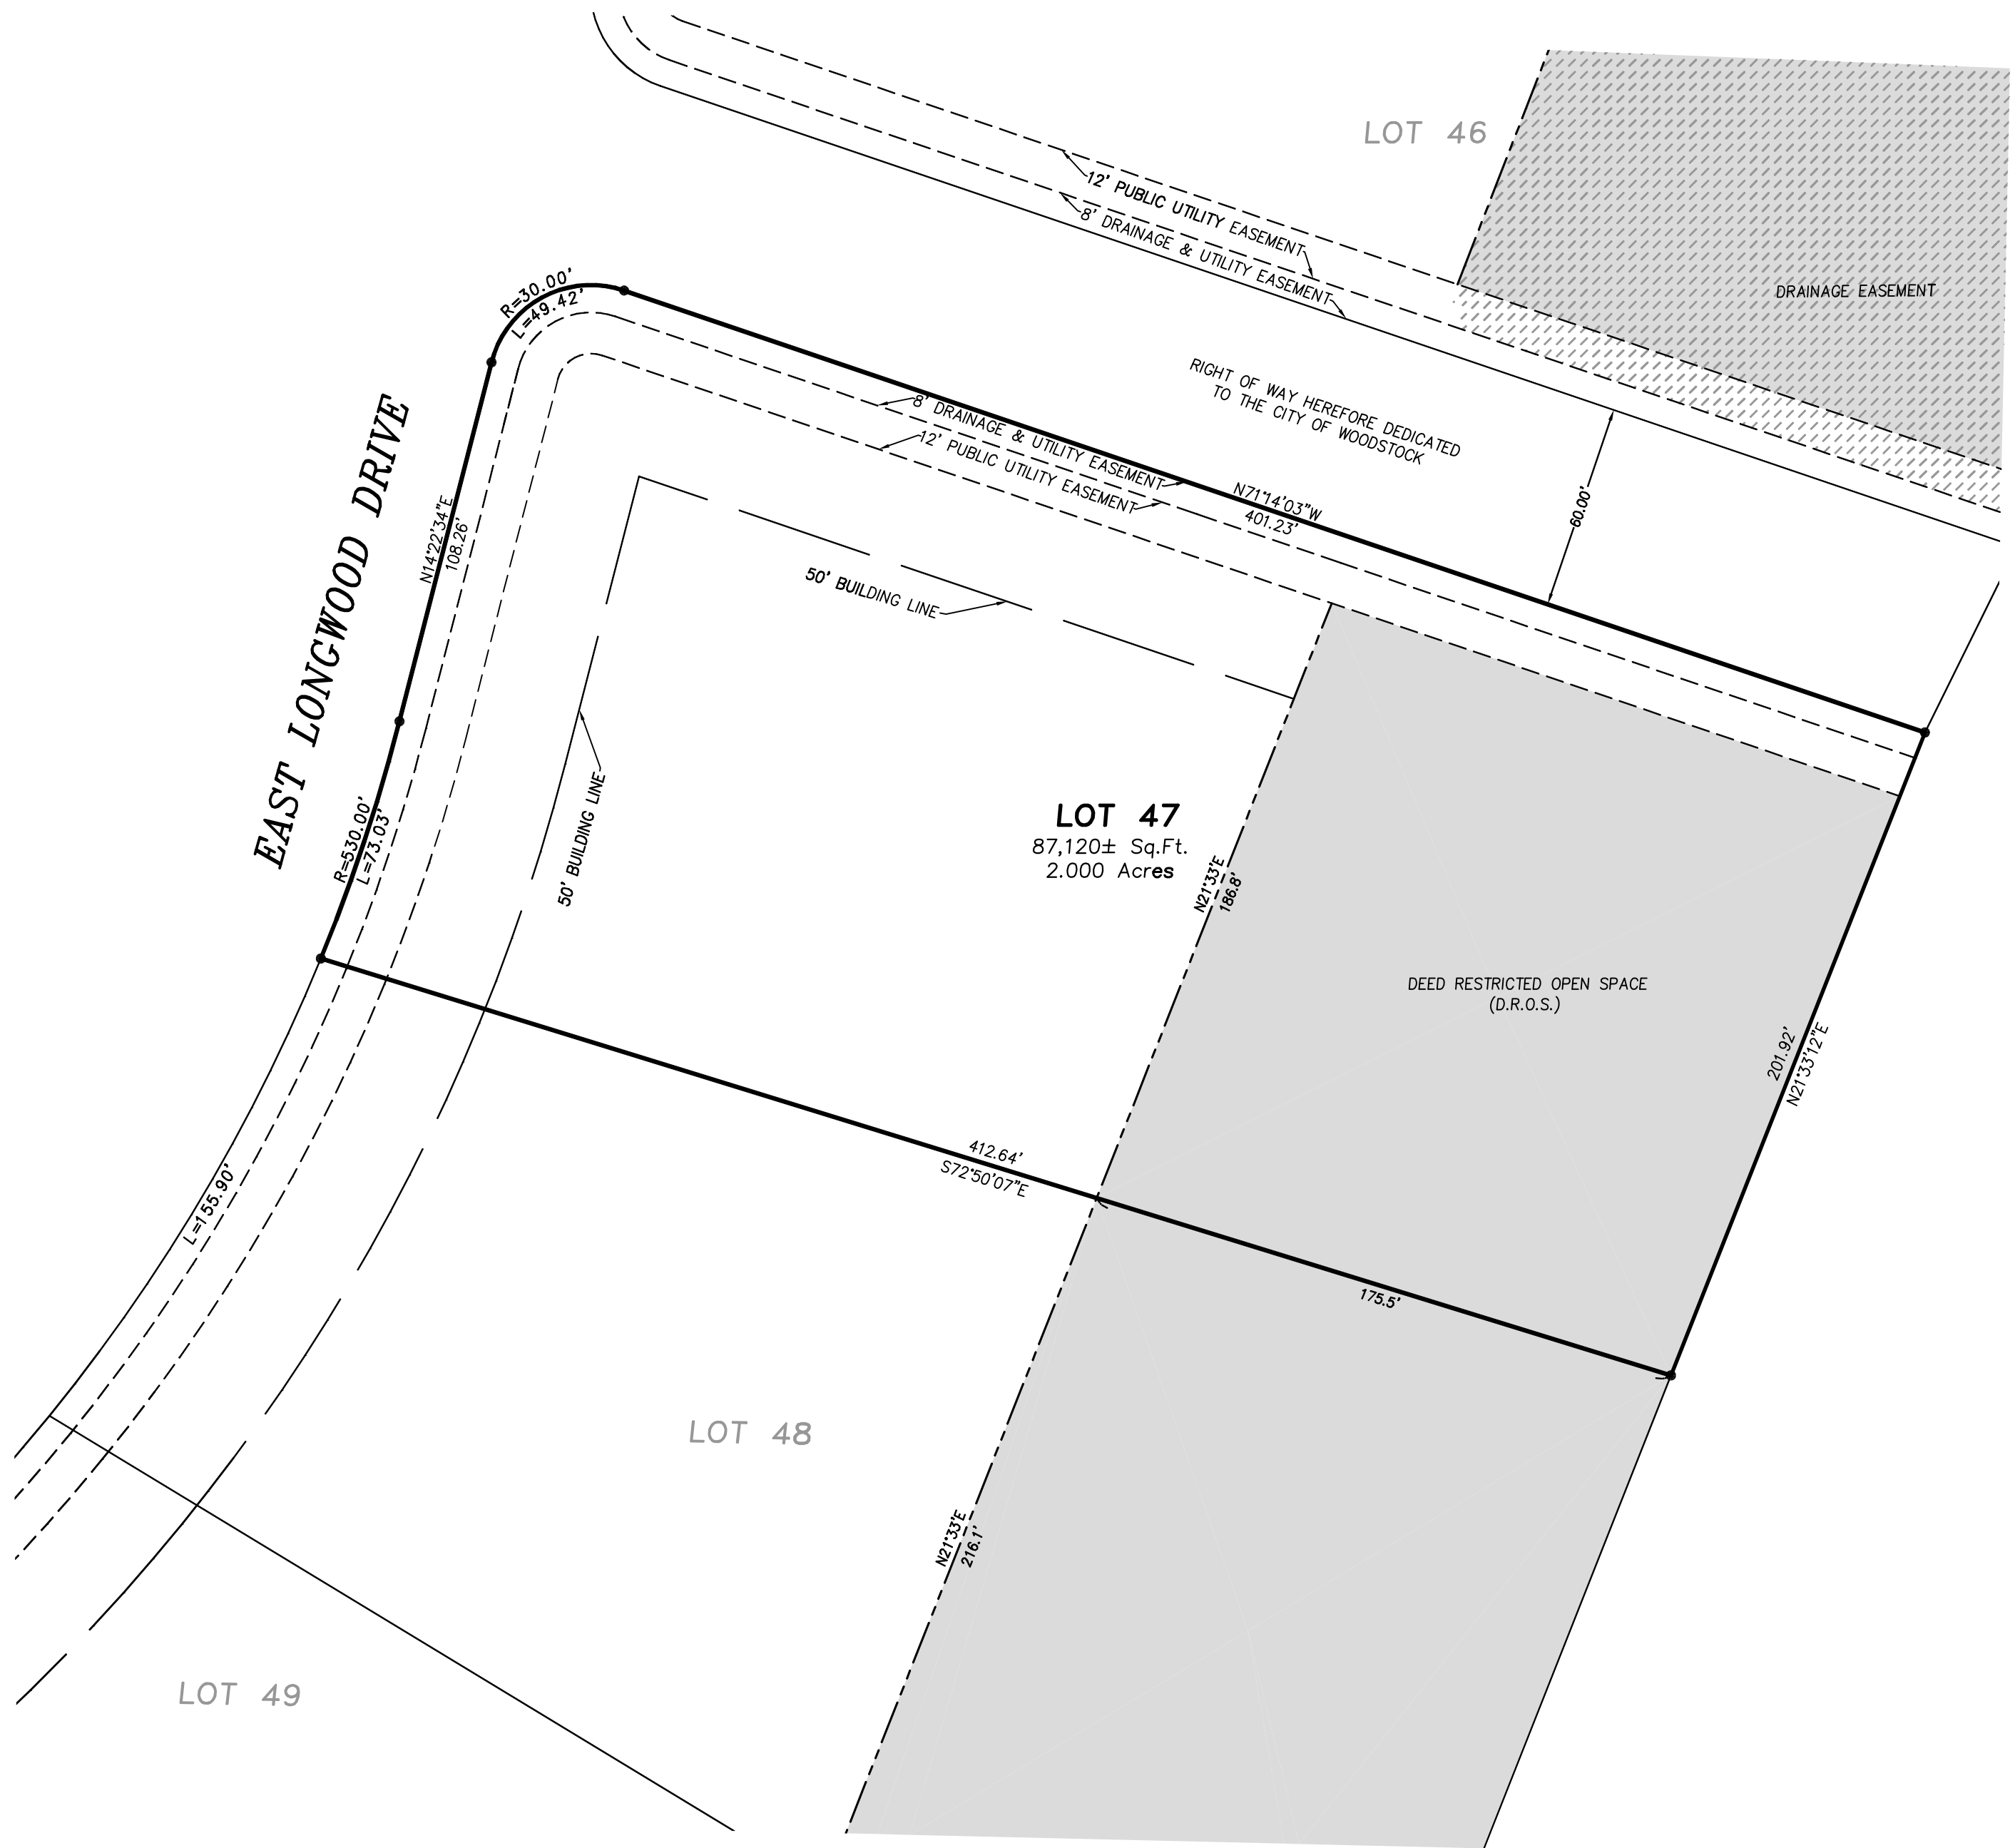 LOT 46
12' PUBLIC UTILITY EASEMENT
8' DRAINAGE & UTILITY EASEMENT
DRAINAGE EASEMENT
R=30.00'
L=49.42'
RIGHT OF WAY HEREFORE DEDICATED
TO THE CITY OF WOODSTOCK
60.00'
8' DRAINAGE & UTILITY EASEMENT
12' PUBLIC UTILITY EASEMENT
N71°14'03"W
401.23'
EAST LONGWOOD DRIVE
N14°22'34"E
108.26'
50' BUILDING LINE
50' BUILDING LINE
R=530.00'
L=73.03'
LOT 47
87,120± Sq.Ft.
2.000 Acres
N21°33'E
186.8'
DEED RESTRICTED OPEN SPACE
(D.R.O.S.)
201.92'
N21°33'12"E
412.64'
S72°50'07"E
175.5'
L=155.90'
LOT 48
N21°33'E
216.1'
LOT 49